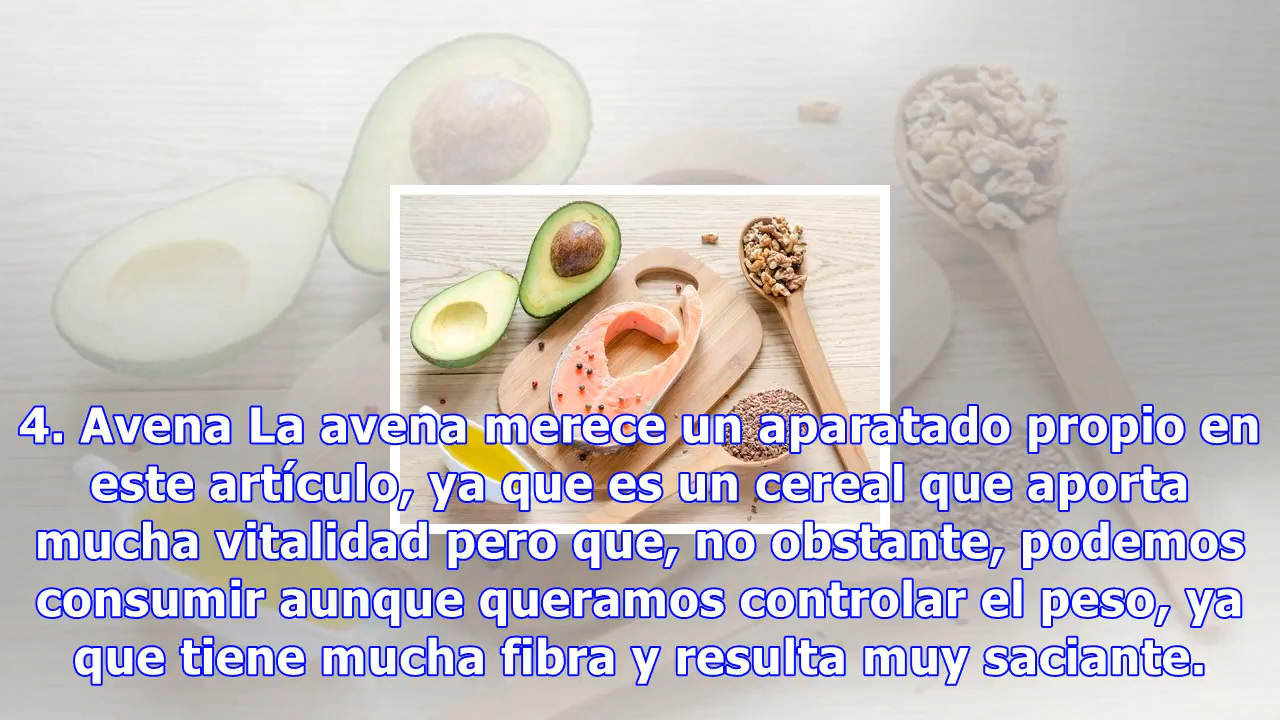 4. Avena La avena merece un aparatado propio en
este artículo, ya que es un cereal que aporta
mucha vitalidad pero que, no obstante, podemos
consumir aunque queramos controlar el peso, ya
que tiene mucha fibra y resulta muy saciante.